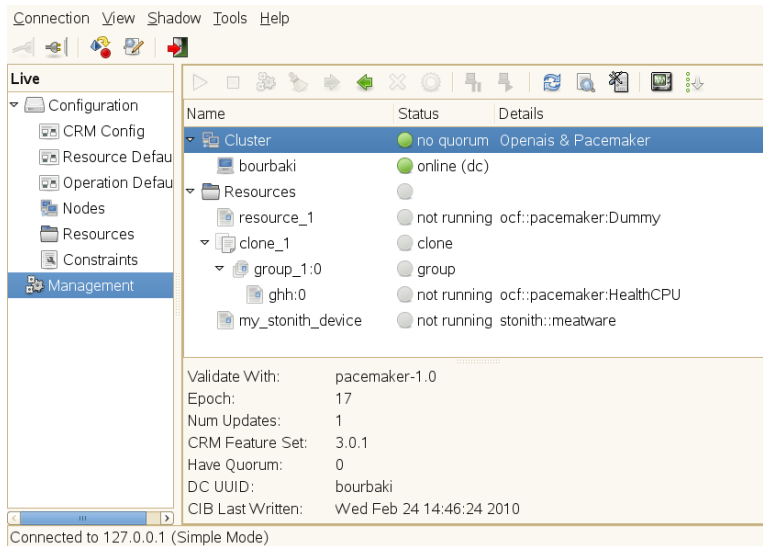 Connection View Shadow Tools Help
Live
Configuration
CRM Config
Resource Defau
Operation Defau
Nodes
Resources
Constraints
Management
Name Status Details
Cluster no quorum Openais & Pacemaker
bourbaki online (dc)
Resources
resource_1 not running ocf::pacemaker:Dummy
clone_1 clone
group_1:0 group
ghh:0 not running ocf::pacemaker:HealthCPU
my_stonith_device not running stonith::meatware
Validate With: pacemaker-1.0
Epoch: 17
Num Updates: 1
CRM Feature Set: 3.0.1
Have Quorum: 0
DC UUID: bourbaki
CIB Last Written: Wed Feb 24 14:46:24 2010
Connected to 127.0.0.1 (Simple Mode)